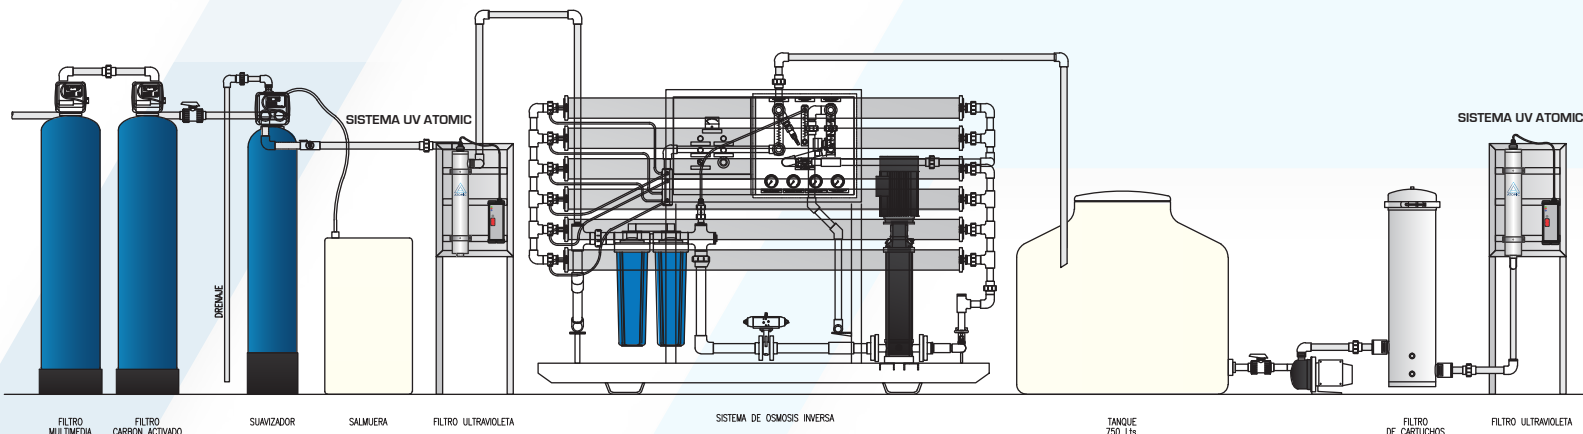 SISTEMA UV ATOMIC
SISTEMA UV ATOMIC
DRENAJE
FILTRO
MULTIMEDIA
FILTRO
CARBON ACTIVADO
SUAVIZADOR
SALMUERA
FILTRO ULTRAVIOLETA
SISTEMA DE OSMOSIS INVERSA
TANQUE
750 Lts
FILTRO
DE CARTUCHOS
FILTRO ULTRAVIOLETA